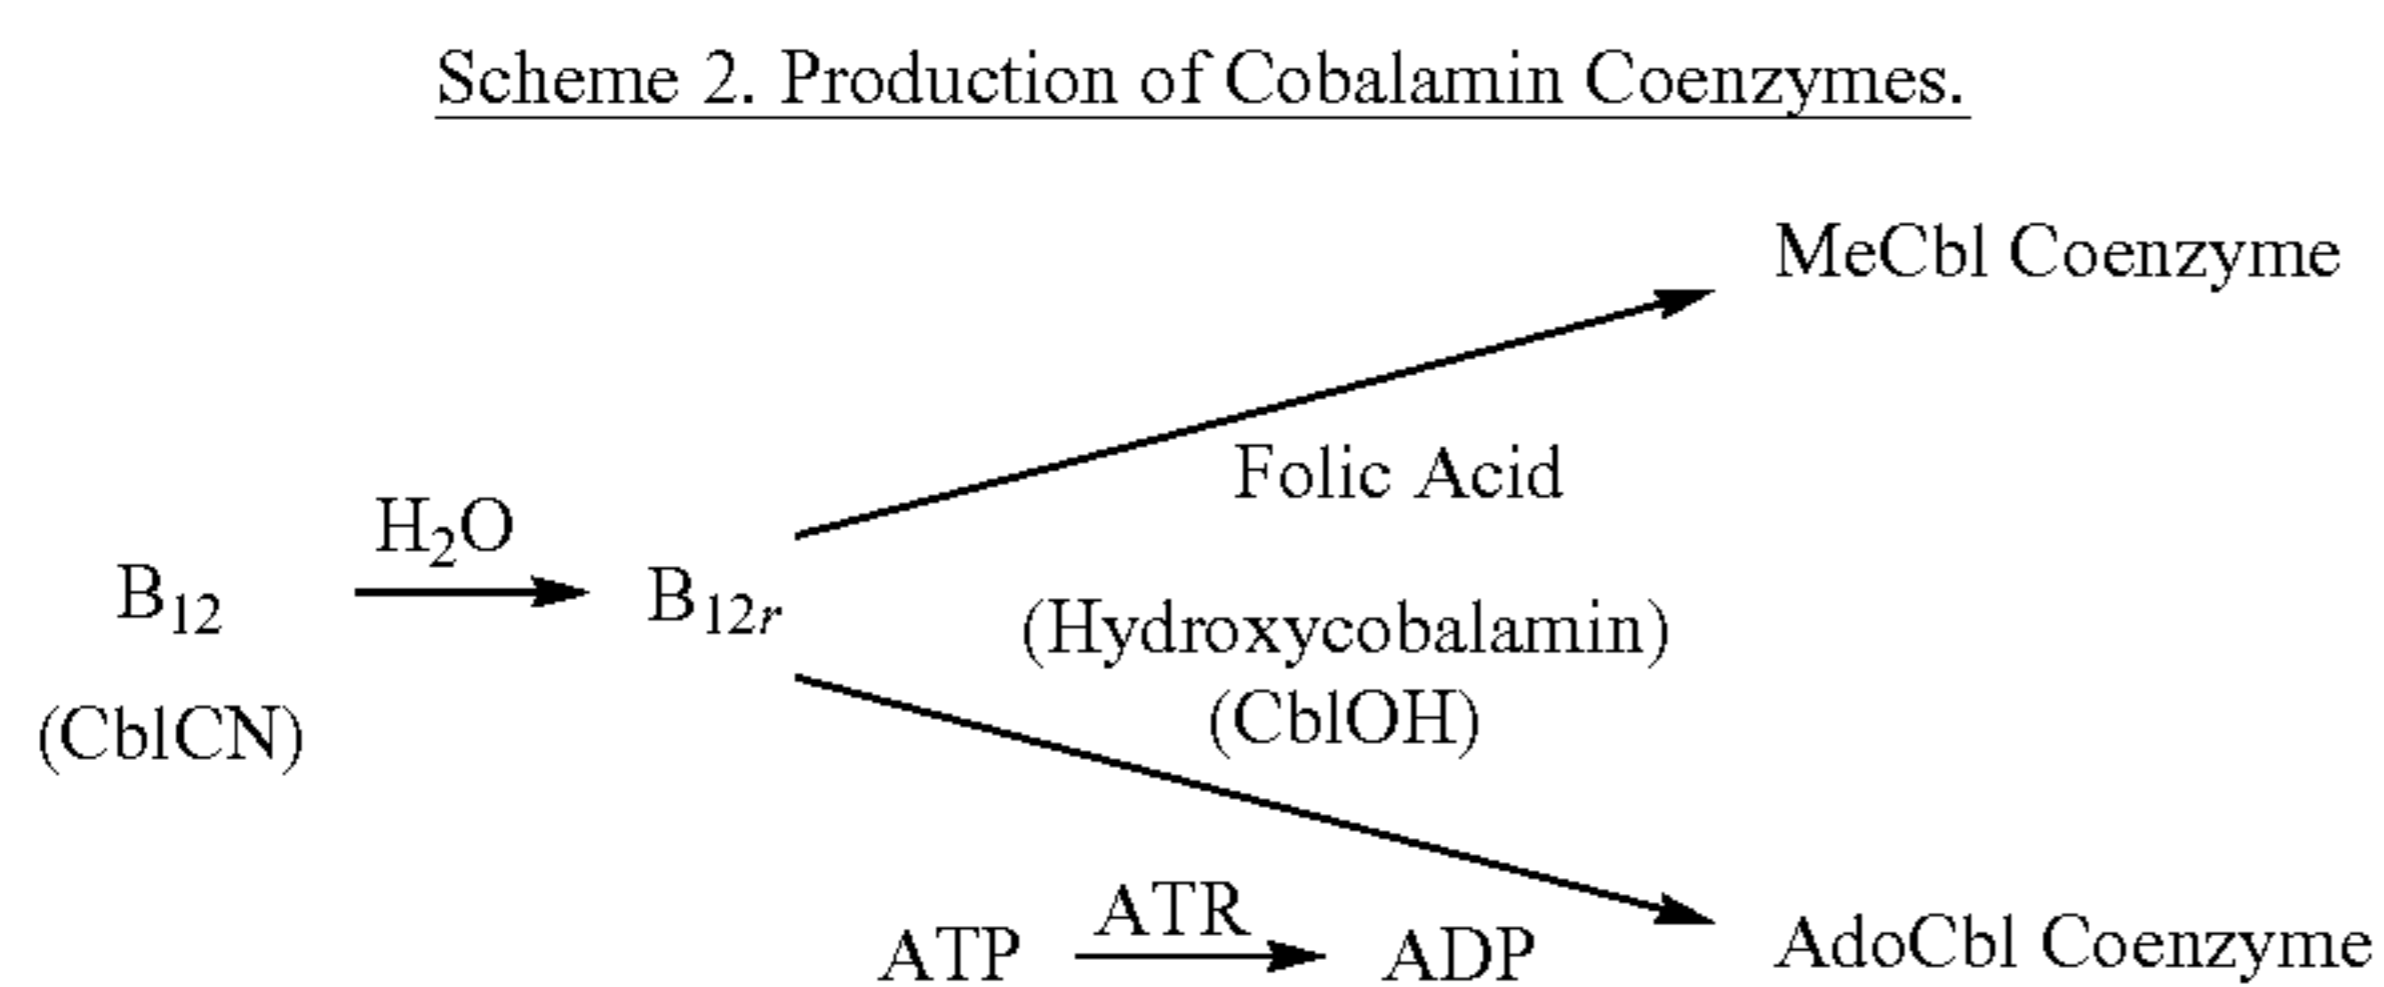 Scheme 2. Production of Cobalamin Coenzymes.
MeCbl Coenzyme
Folic Acid
H₂O
B₁₂
B₁₂r
(Hydroxycobalamin)
(CblCN)
(CblOH)
ATR
ATP
ADP
AdoCbl Coenzyme